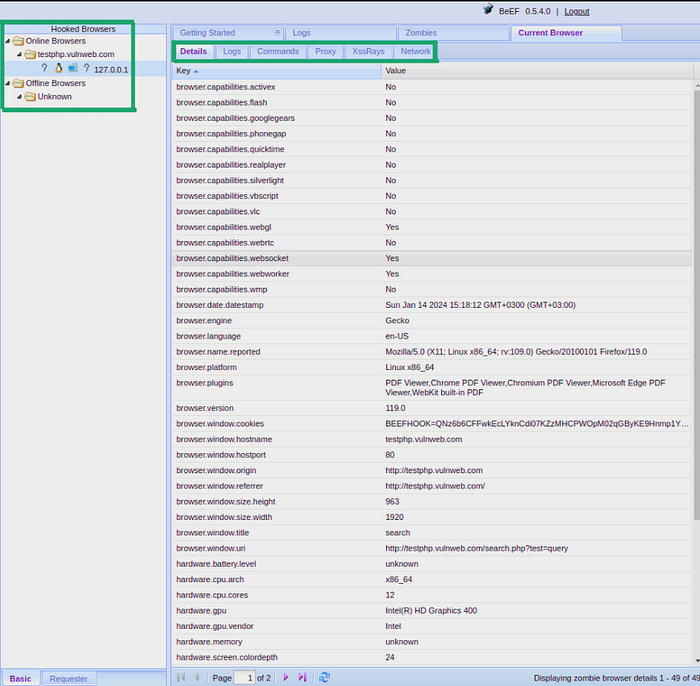 BeEF 0.5.4.0 | Logout
Hooked Browsers
Online Browsers
testphp.vulnweb.com
? ? 127.0.0.1
Offline Browsers
Unknown
Getting Started Logs Zombies Current Browser
Details Logs Commands Proxy XssRays Network
Key Value
browser.capabilities.activex No
browser.capabilities.flash No
browser.capabilities.googlegears No
browser.capabilities.phonegap No
browser.capabilities.quicktime No
browser.capabilities.realplayer No
browser.capabilities.silverlight No
browser.capabilities.vbscript No
browser.capabilities.vlc No
browser.capabilities.webgl Yes
browser.capabilities.webrtc No
browser.capabilities.websocket Yes
browser.capabilities.webworker Yes
browser.capabilities.wmp No
browser.date.datestamp Sun Jan 14 2024 15:18:12 GMT+0300 (GMT+03:00)
browser.engine Gecko
browser.language en-US
browser.name.reported Mozilla/5.0 (X11; Linux x86_64; rv:109.0) Gecko/20100101 Firefox/119.0
browser.platform Linux x86_64
browser.plugins PDF Viewer,Chrome PDF Viewer,Chromium PDF Viewer,Microsoft Edge PDF
Viewer,WebKit built-in PDF
browser.version 119.0
browser.window.cookies BEEFHOOK=QNz6b6CFFwkEcLYknCdi07KZzMHCPWOpM02qGByKE9Hnmp1Y...
browser.window.hostname testphp.vulnweb.com
browser.window.hostport 80
browser.window.origin http://testphp.vulnweb.com
browser.window.referrer http://testphp.vulnweb.com/
browser.window.size.height 963
browser.window.size.width 1920
browser.window.title search
browser.window.uri http://testphp.vulnweb.com/search.php?test=query
hardware.battery.level unknown
hardware.cpu.arch x86_64
hardware.cpu.cores 12
hardware.gpu Intel(R) HD Graphics 400
hardware.gpu.vendor Intel
hardware.memory unknown
hardware.screen.colordepth 24
Basic Requester Page 1 of 2 Displaying zombie browser details 1 - 49 of